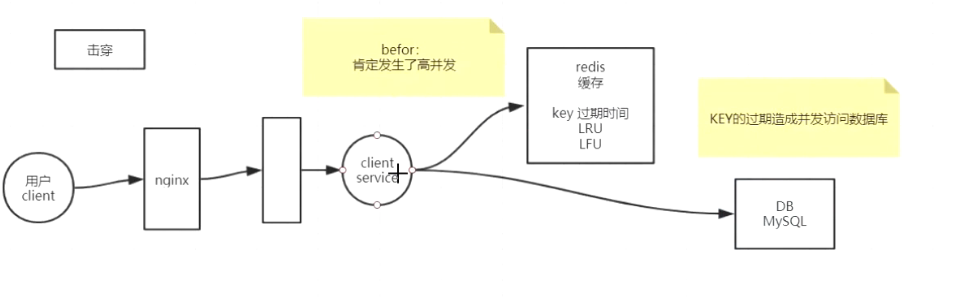 击穿
befor：
肯定发生了高并发
redis
缓存
key 过期时间
LRU
LFU
KEY的过期造成并发访问数据库
用户
client
nginx
client
service
DB
MySQL